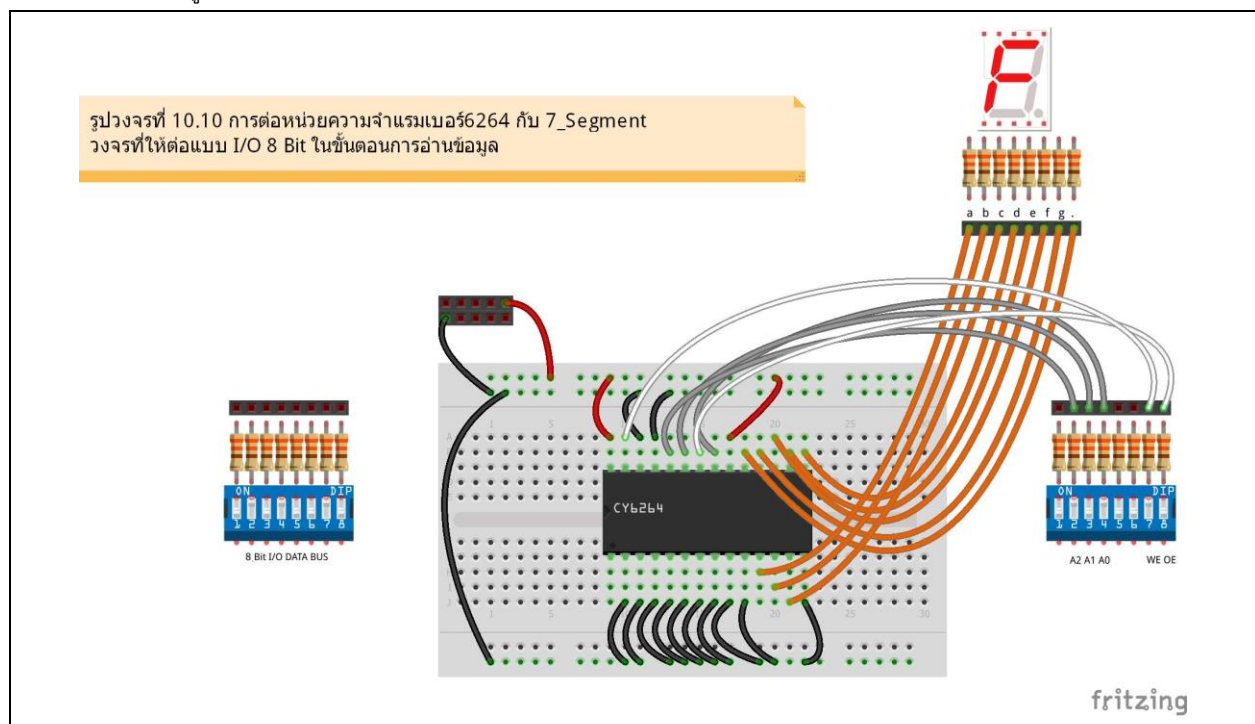 รูปวงจรที่ 10.10 การต่อหน่วยความจำแรมเบอร์6264 กับ 7_Segment
วงจรที่ให้ต่อแบบ I/O 8 Bit ในขั้นตอนการอ่านข้อมูล
a b c d e f g .
CY6264
ON DIP
1 2 3 4 5 6 7 8
8 Bit I/O DATA BUS
ON DIP
1 2 3 4 5 6 7 8
A2 A1 A0 WE OE
fritzing